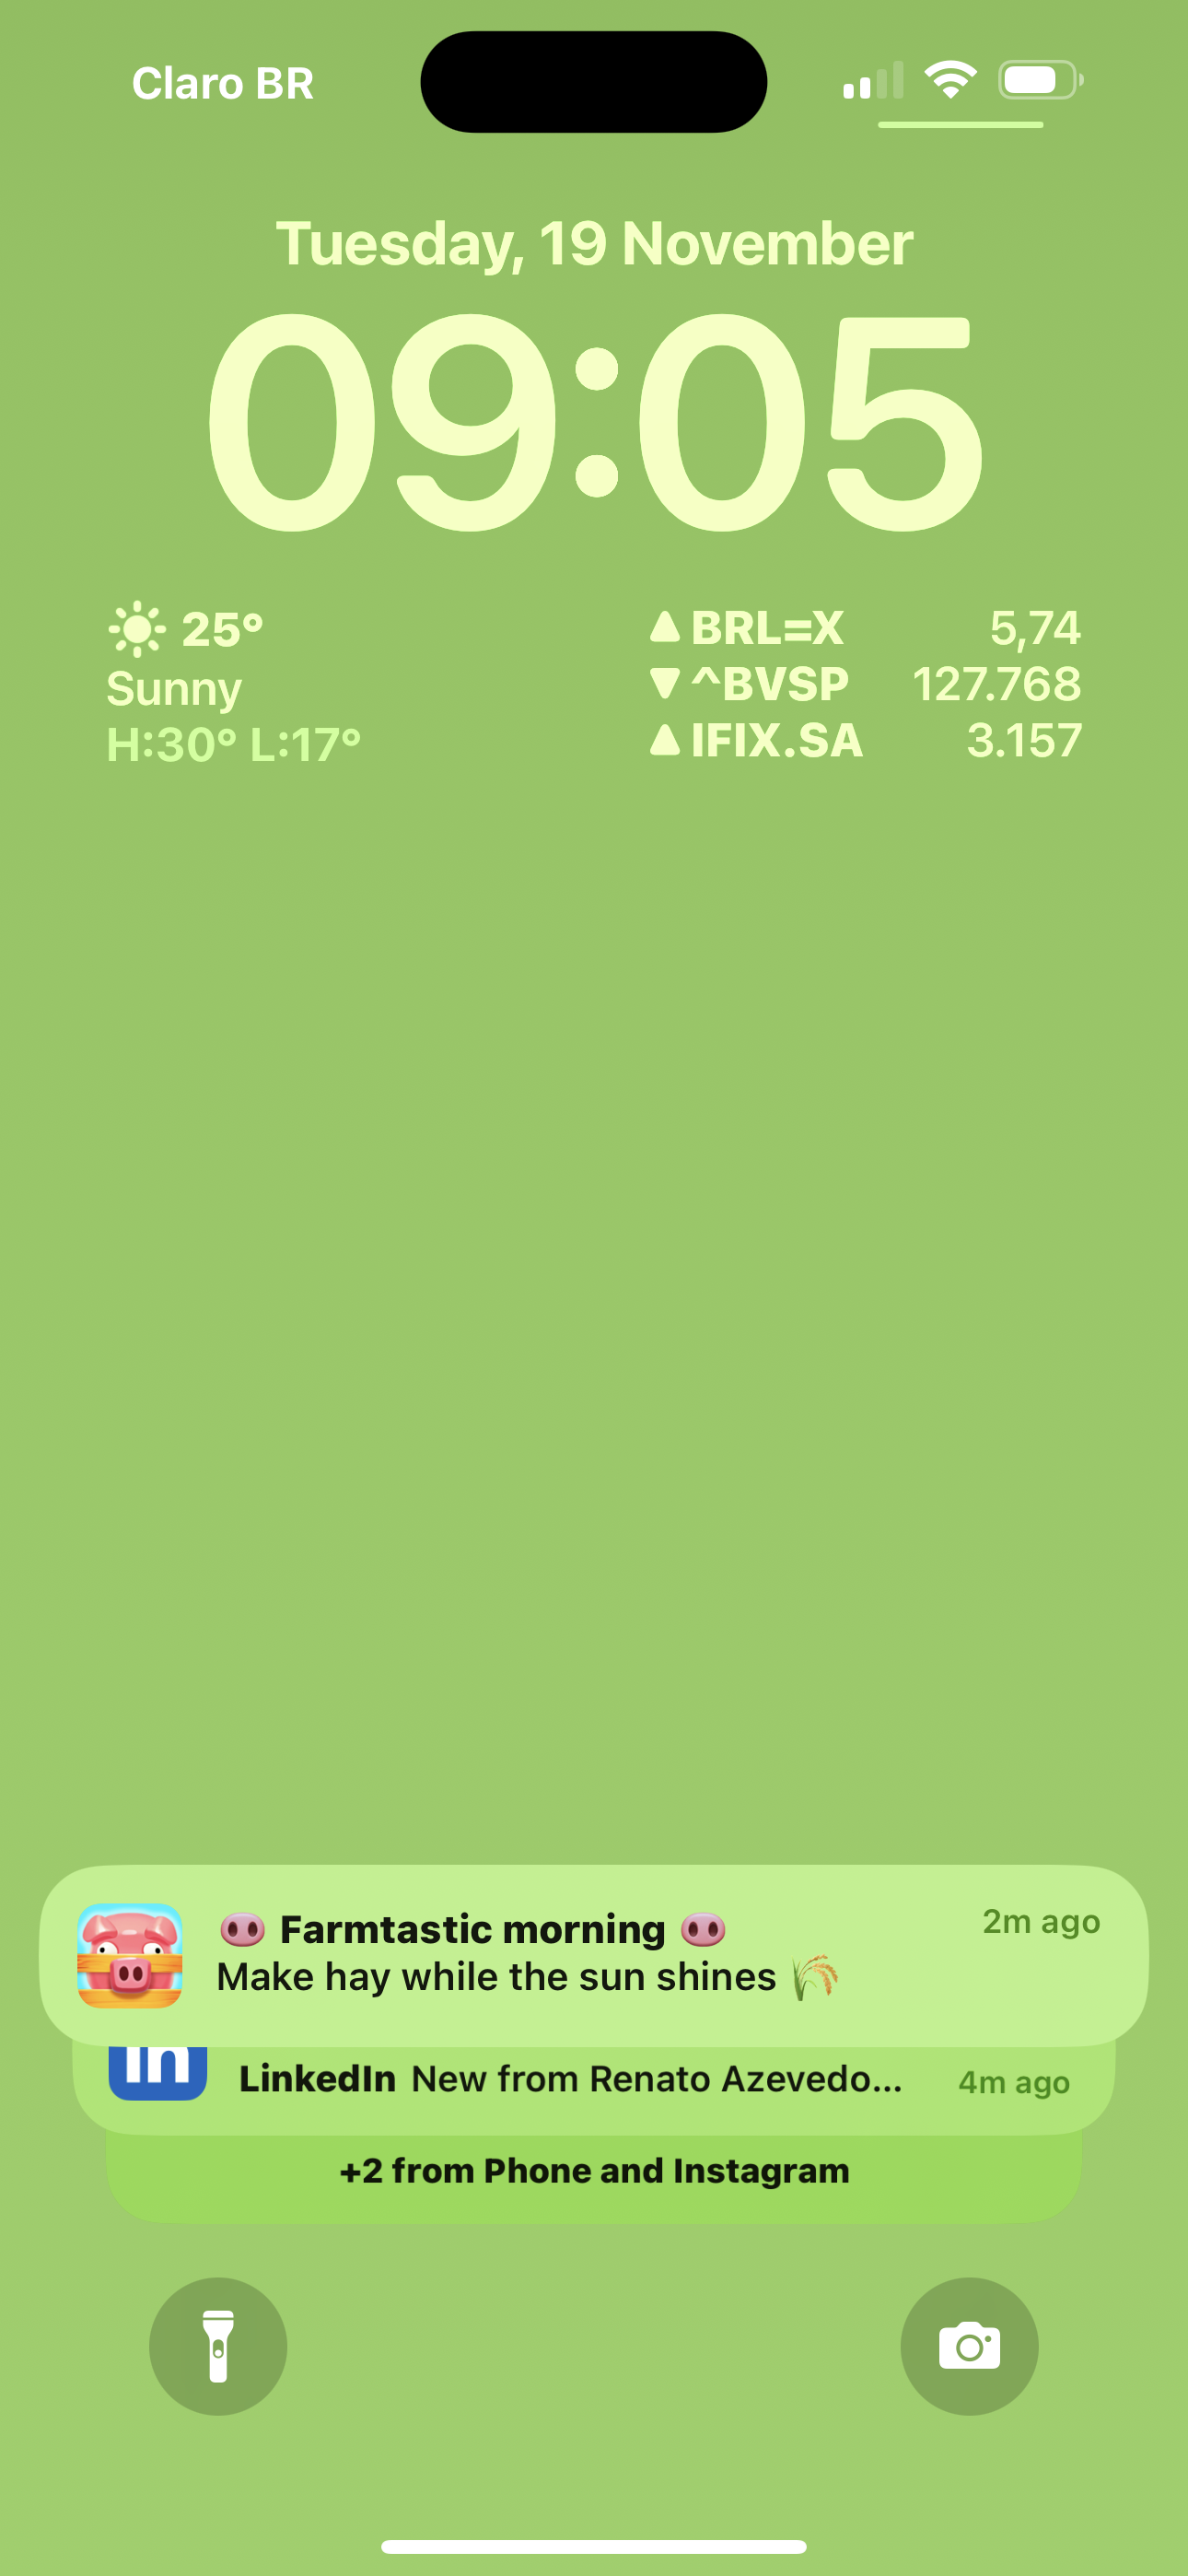 Claro BR
Tuesday, 19 November
09:05
25°
Sunny
H:30° L:17°
BRL=X 5,74
^BVSP 127.768
IFIX.SA 3.157
🐽 Farmtastic morning 🐽 2m ago
Make hay while the sun shines 🌾
in
LinkedIn New from Renato Azevedo... 4m ago
+2 from Phone and Instagram